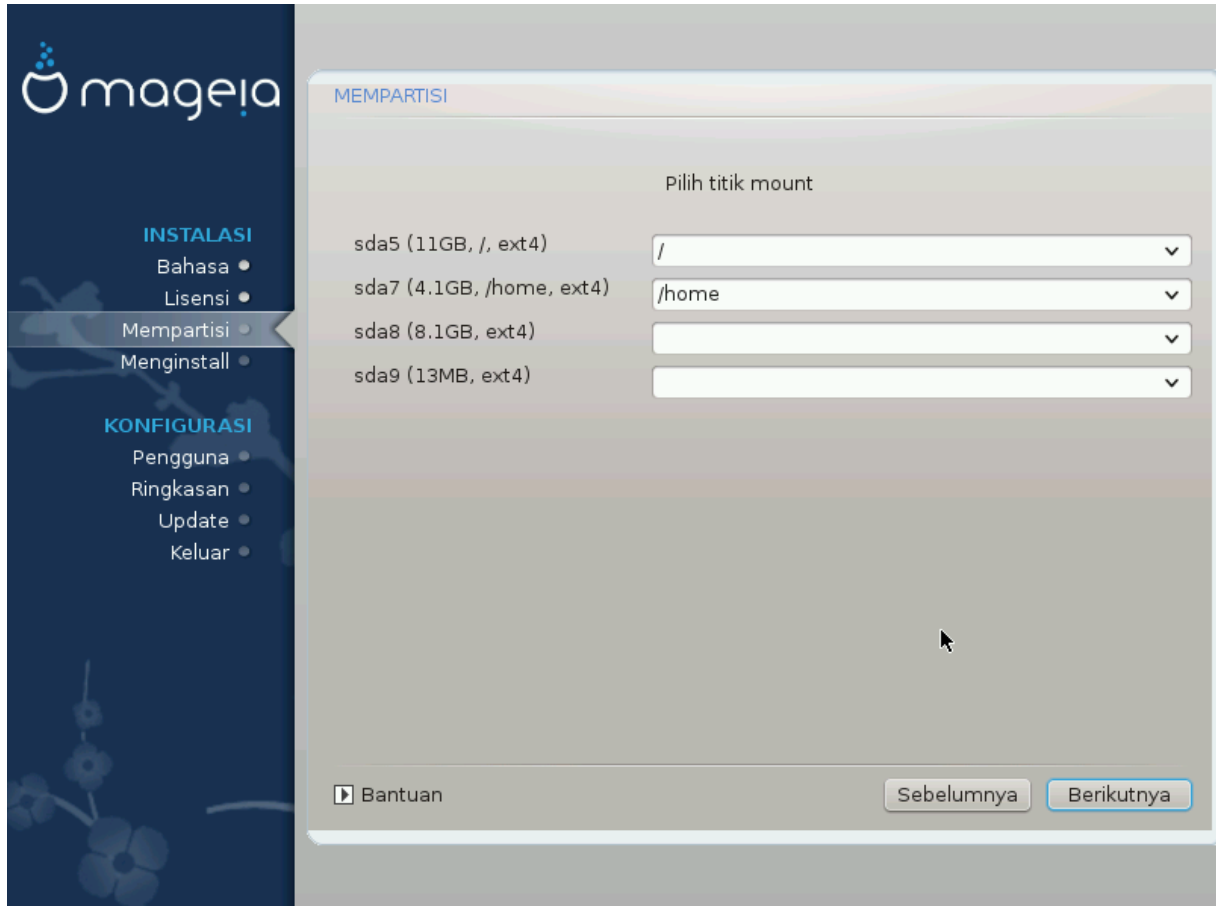 mageia
INSTALASI
Bahasa
Lisensi
Mempartisi
Menginstall
KONFIGURASI
Pengguna
Ringkasan
Update
Keluar
MEMPARTISI
Pilih titik mount
sda5 (11GB, /, ext4) /
sda7 (4.1GB, /home, ext4) /home
sda8 (8.1GB, ext4)
sda9 (13MB, ext4)
Bantuan Sebelumnya Berikutnya